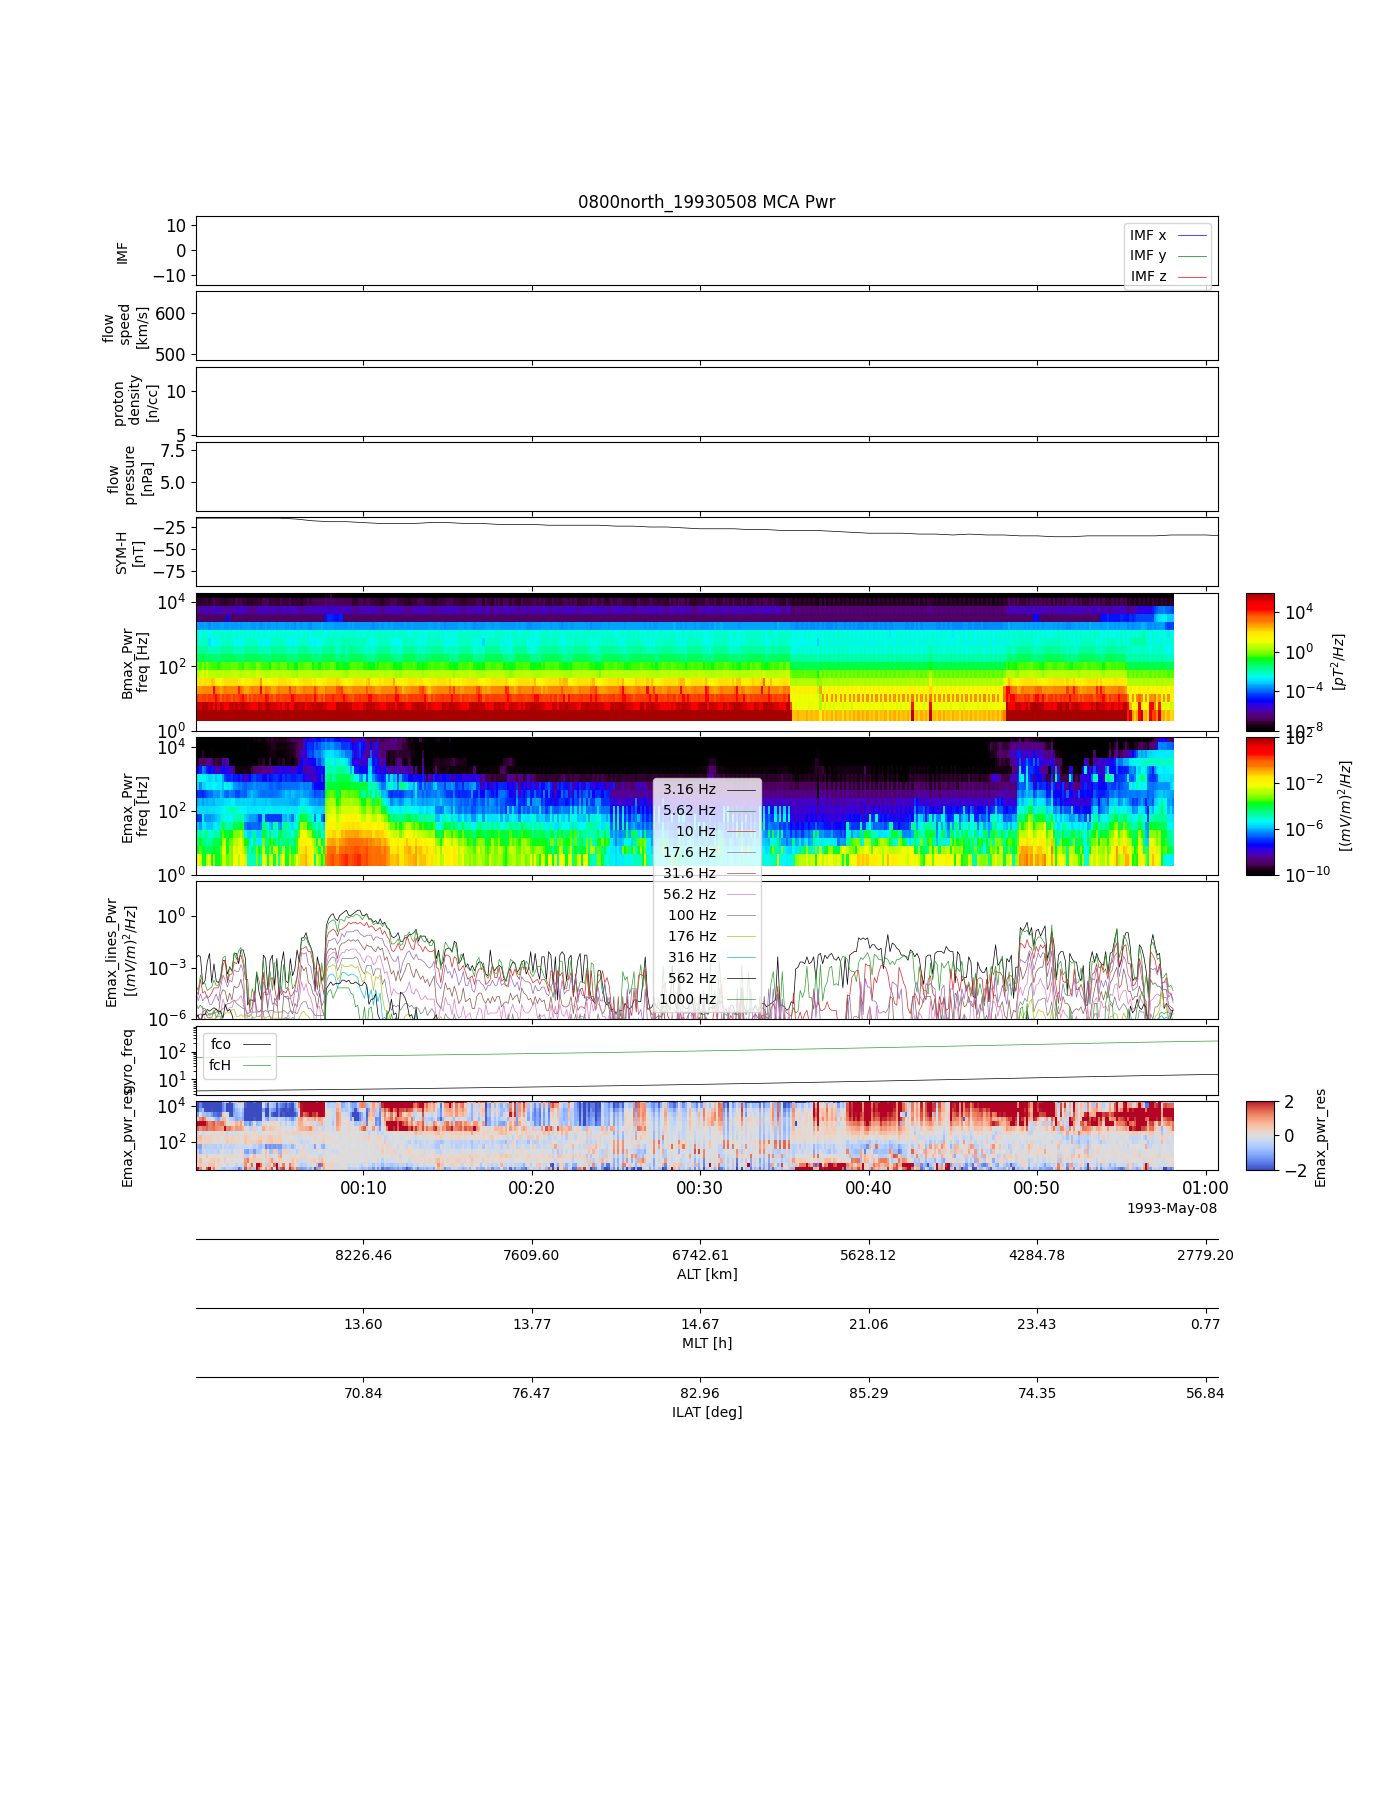 0800north_19930508 MCA Pwr
10
0
−10
IMF
IMF x
IMF y
IMF z
600
500
flow
speed
[km/s]
10
5
proton
density
[n/cc]
7.5
5.0
flow
pressure
[nPa]
−25
−50
−75
SYM-H
[nT]
10^4
10^2
10^0
Bmax_Pwr
freq [Hz]
10^4
10^0
10^−4
10^−8
[pT^2/Hz]
10^4
10^2
10^0
Emax_Pwr
freq [Hz]
10^2
10^−2
10^−6
10^−10
[(mV/m)^2/Hz]
3.16 Hz
5.62 Hz
10 Hz
17.6 Hz
31.6 Hz
56.2 Hz
100 Hz
176 Hz
316 Hz
562 Hz
1000 Hz
10^0
10^−3
10^−6
Emax_lines_Pwr
[(mV/m)^2/Hz]
10^2
10^1
gyro_freq
fco
fcH
10^4
10^2
Emax_pwr_res
2
0
−2
Emax_pwr_res
00:10 00:20 00:30 00:40 00:50 01:00
1993-May-08
8226.46 7609.60 6742.61 5628.12 4284.78 2779.20
ALT [km]
13.60 13.77 14.67 21.06 23.43 0.77
MLT [h]
70.84 76.47 82.96 85.29 74.35 56.84
ILAT [deg]